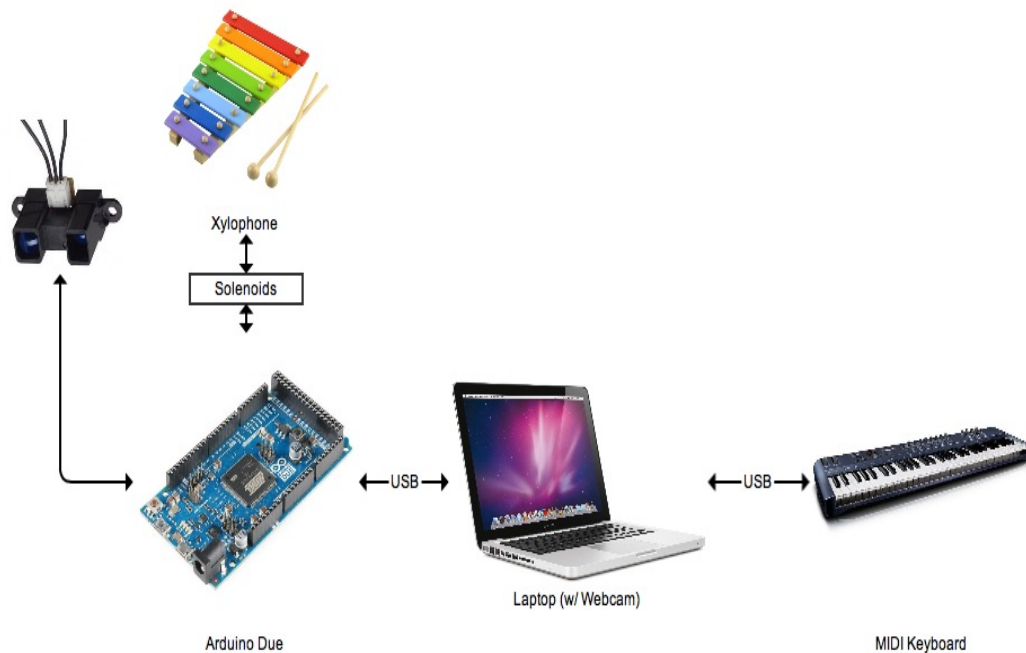 Xylophone
Solenoids
USB
USB
Laptop (w/ Webcam)
Arduino Due
MIDI Keyboard